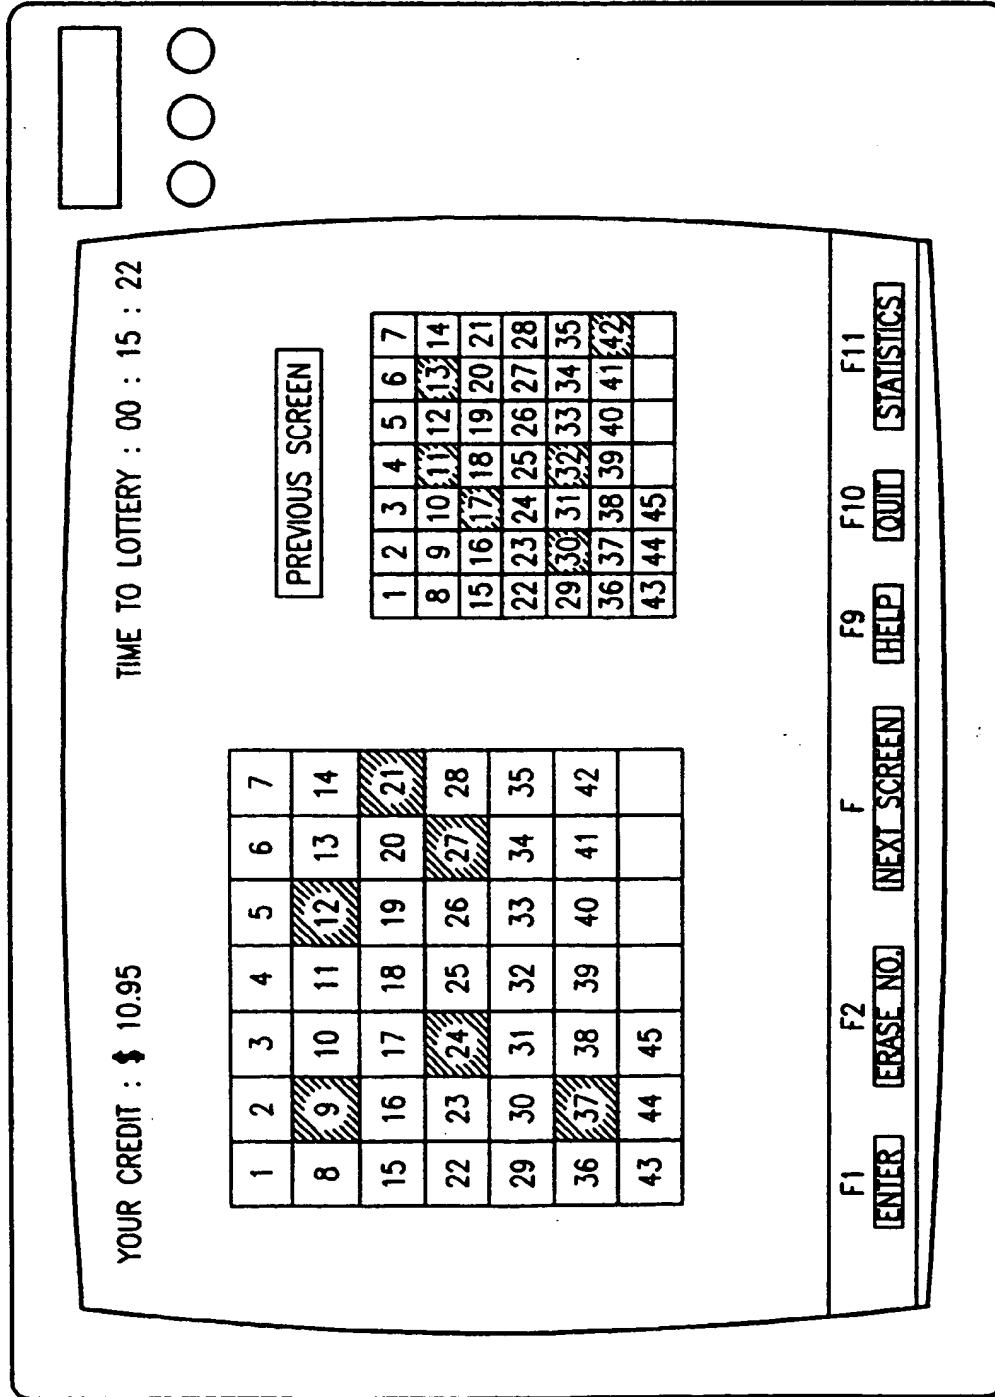 YOUR CREDIT : $ 10.95
TIME TO LOTTERY : 00 : 15 : 22
1 2 3 4 5 6 7
8 9 10 11 12 13 14
15 16 17 18 19 20 21
22 23 24 25 26 27 28
29 30 31 32 33 34 35
36 37 38 39 40 41 42
43 44 45
PREVIOUS SCREEN
1 2 3 4 5 6 7
8 9 10 11 12 13 14
15 16 17 18 19 20 21
22 23 24 25 26 27 28
29 30 31 32 33 34 35
36 37 38 39 40 41 42
43 44 45
F1 F2 F F9 F10 F11
ENTER ERASE NO. NEXT SCREEN HELP QUIT STATISTICS